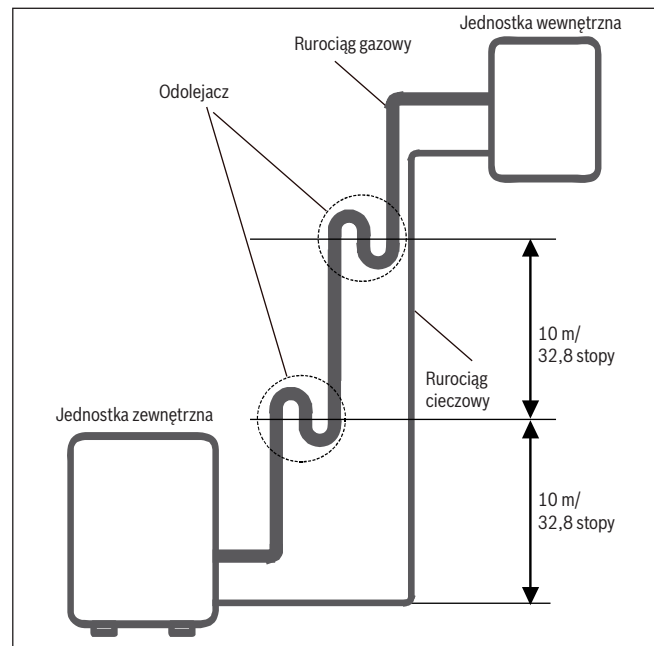 Jednostka wewnętrzna
Rurociąg gazowy
Odolejacz
10 m/
32,8 stopy
Rurociąg
cieczowy
Jednostka zewnętrzna
10 m/
32,8 stopy